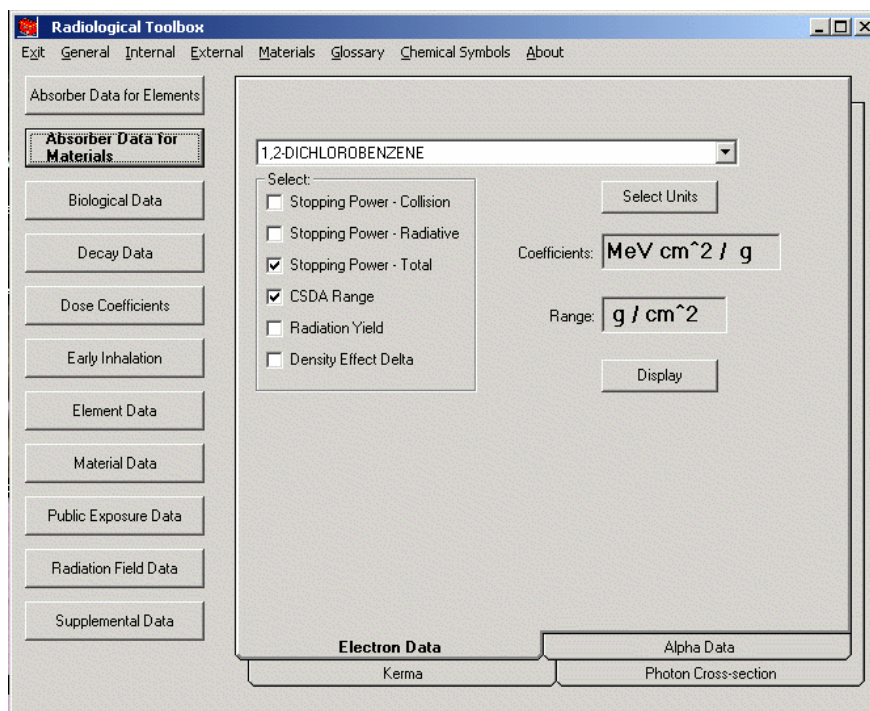 Radiological Toolbox
Exit General Internal External Materials Glossary Chemical Symbols About
Absorber Data for Elements
Absorber Data for
Materials
Biological Data
Decay Data
Dose Coefficients
Early Inhalation
Element Data
Material Data
Public Exposure Data
Radiation Field Data
Supplemental Data
1,2-DICHLOROBENZENE
Select:
Stopping Power - Collision
Stopping Power - Radiative
Stopping Power - Total
CSDA Range
Radiation Yield
Density Effect Delta
Select Units
Coefficients: MeV cm^2 / g
Range: g / cm^2
Display
Electron Data
Alpha Data
Kerma
Photon Cross-section